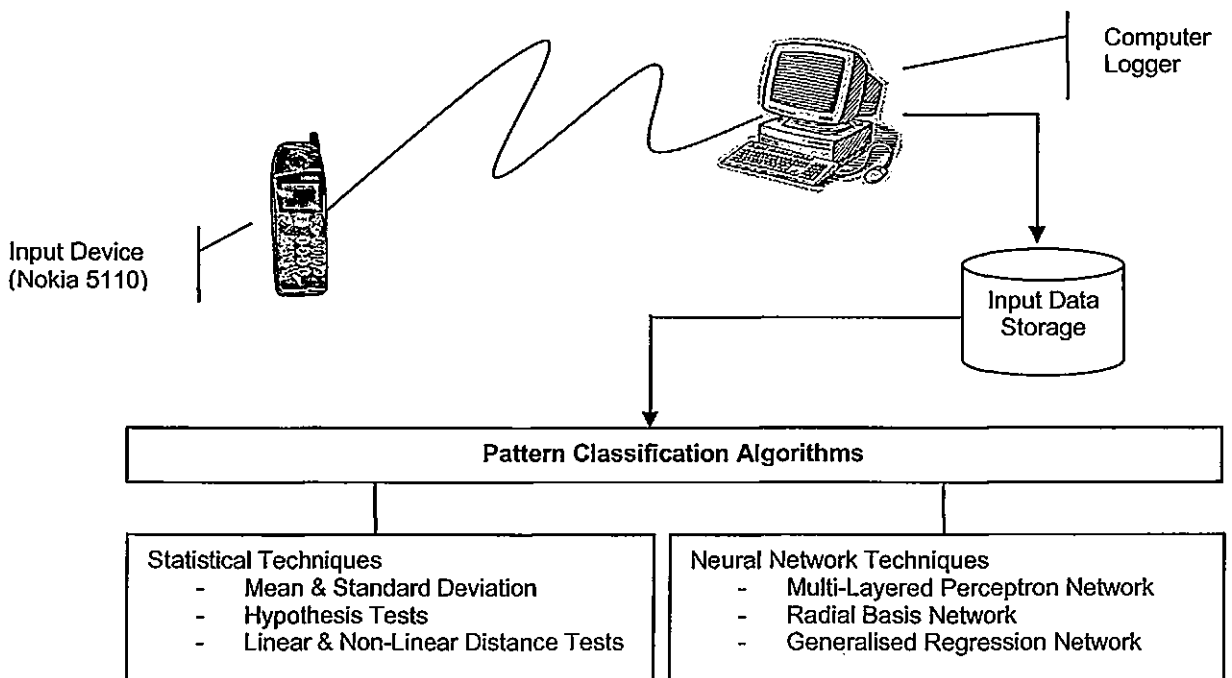 Computer
Logger
Input Device
(Nokia 5110)
Input Data
Storage
Pattern Classification Algorithms
Statistical Techniques
- Mean & Standard Deviation
- Hypothesis Tests
- Linear & Non-Linear Distance Tests
Neural Network Techniques
- Multi-Layered Perceptron Network
- Radial Basis Network
- Generalised Regression Network